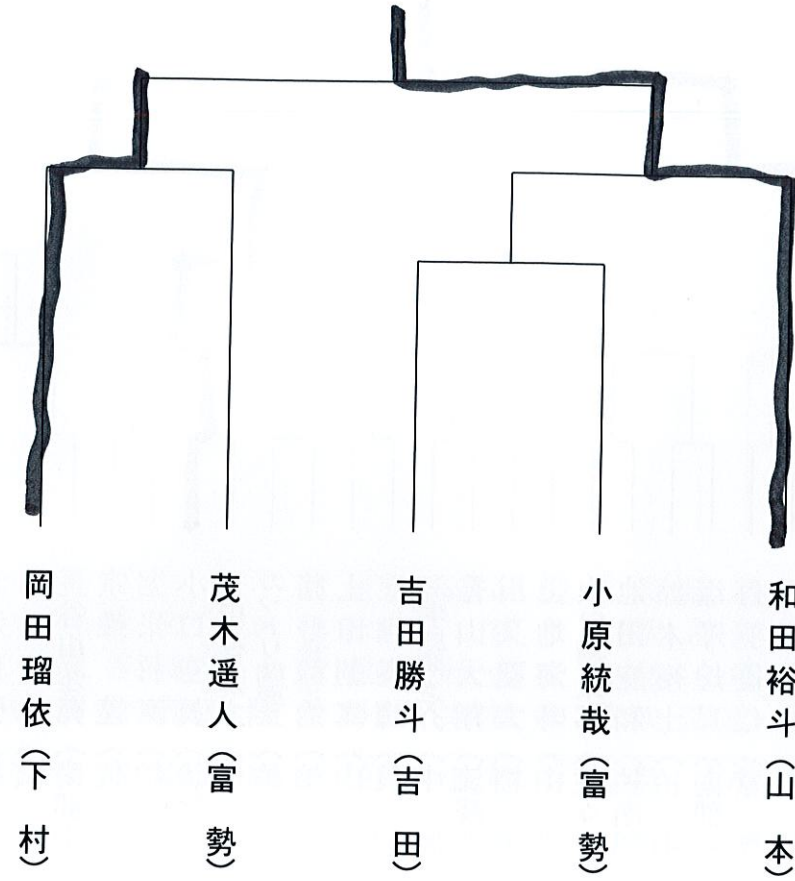 岡田瑠依（下　村）
茂木遥人（富　勢）
吉田勝斗（吉　田）
小原統哉（富　勢）
和田裕斗（山　本）